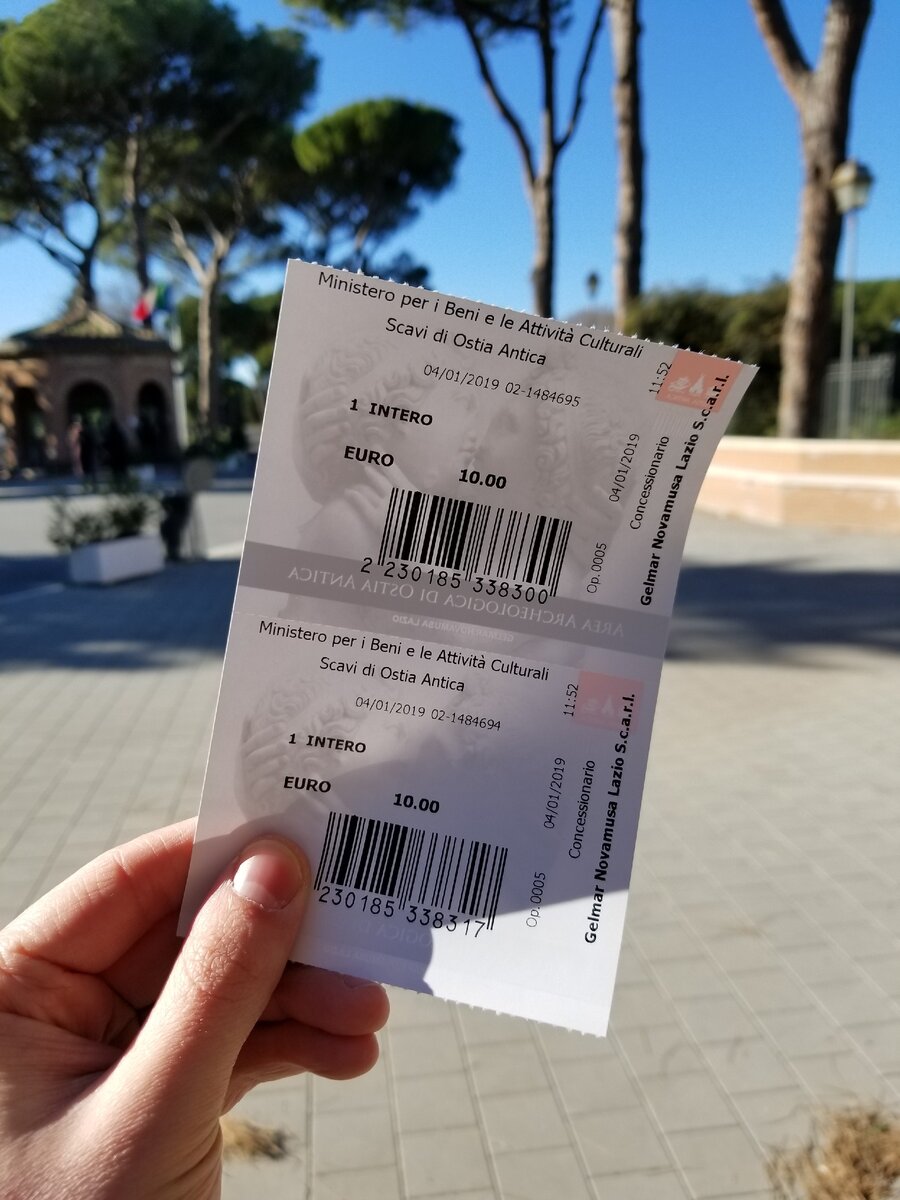 Ministero per i Beni e le Attività Culturali
Scavi di Ostia Antica
04/01/2019 02-1484695
1 INTERO
EURO 10.00
2 230185 338300
Op.0005 04/01/2019 11:52
Concessionario
Gelmar Novamusa Lazio S.c.a.r.l.
AREA ARCHEOLOGICA DI OSTIA ANTICA
GELMAR NOVAMUSA LAZIO
Ministero per i Beni e le Attività Culturali
Scavi di Ostia Antica
04/01/2019 02-1484694
1 INTERO
EURO 10.00
230185 338317
Op.0005 04/01/2019 11:52
Concessionario
Gelmar Novamusa Lazio S.c.a.r.l.